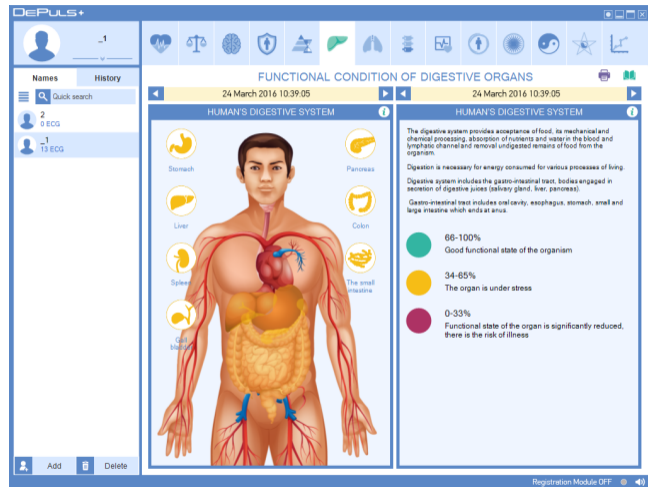 DEPULS+
_1
Names
History
Quick search
2
0 ECG
_1
13 ECG
Add
Delete
FUNCTIONAL CONDITION OF DIGESTIVE ORGANS
24 March 2016 10:39:05
HUMAN'S DIGESTIVE SYSTEM
Stomach
Pancreas
Liver
Colon
Spleen
The small
intestine
Gall
bladder
24 March 2016 10:39:05
HUMAN'S DIGESTIVE SYSTEM
The digestive system provides acceptance of food, its mechanical and
chemical processing, absorption of nutrients and water in the blood and
lymphatic channel and removal undigested remains of food from the
organism.
Digestion is necessary for energy consumed for various processes of living.
Digestive system includes the gastro-intestinal tract, bodies engaged in
secretion of digestive juices (salivary gland, liver, pancreas).
Gastro-intestinal tract includes oral cavity, esophagus, stomach, small and
large intestine which ends at anus.
66-100%
Good functional state of the organism
34-65%
The organ is under stress
0-33%
Functional state of the organ is significantly reduced,
there is the risk of illness
Registration Module OFF